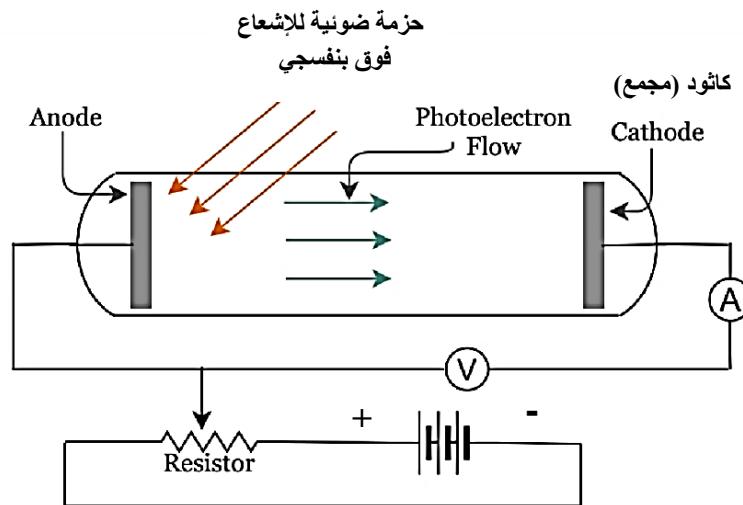 حزمة ضوئية للإشعاع
فوق بنفسجي
كاثود (مجمع)
Anode
Photoelectron
Flow
Cathode
A
V
+
-
Resistor